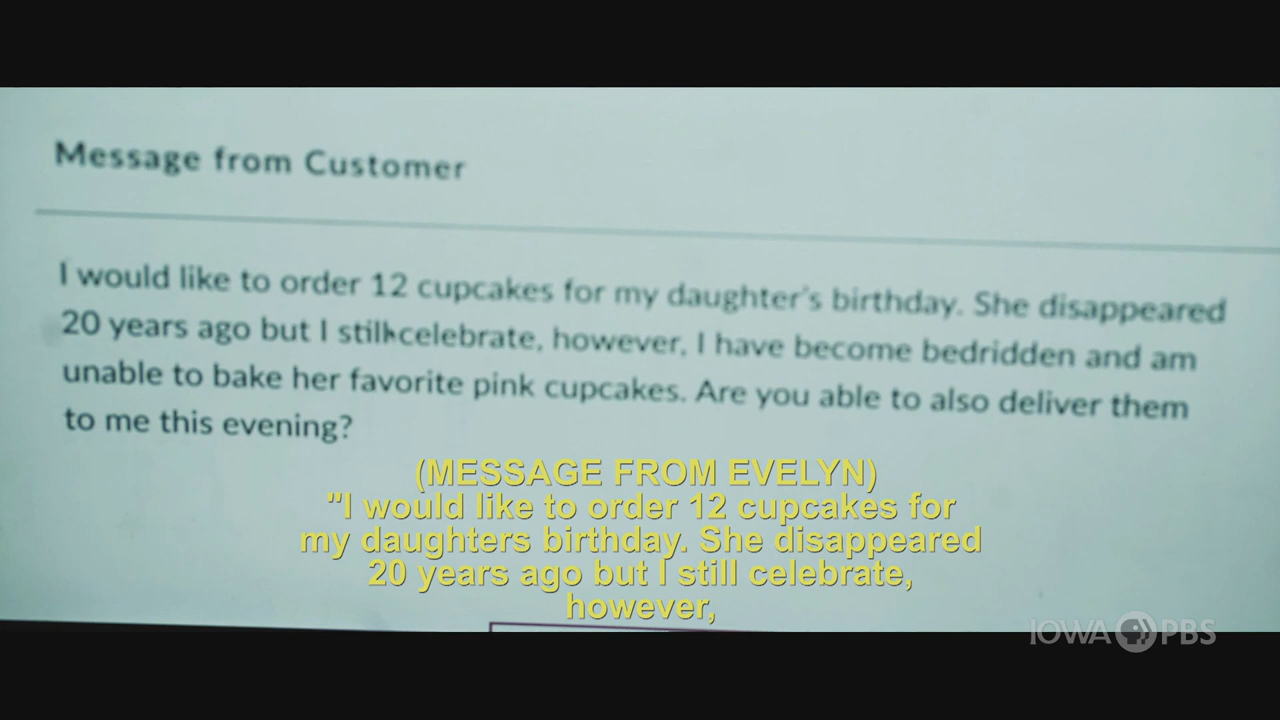 Message from Customer
I would like to order 12 cupcakes for my daughter's birthday. She disappeared
20 years ago but I still celebrate, however, I have become bedridden and am
unable to bake her favorite pink cupcakes. Are you able to also deliver them
to me this evening?
(MESSAGE FROM EVELYN)
"I would like to order 12 cupcakes for
my daughters birthday. She disappeared
20 years ago but I still celebrate,
however,
IOWA PBS